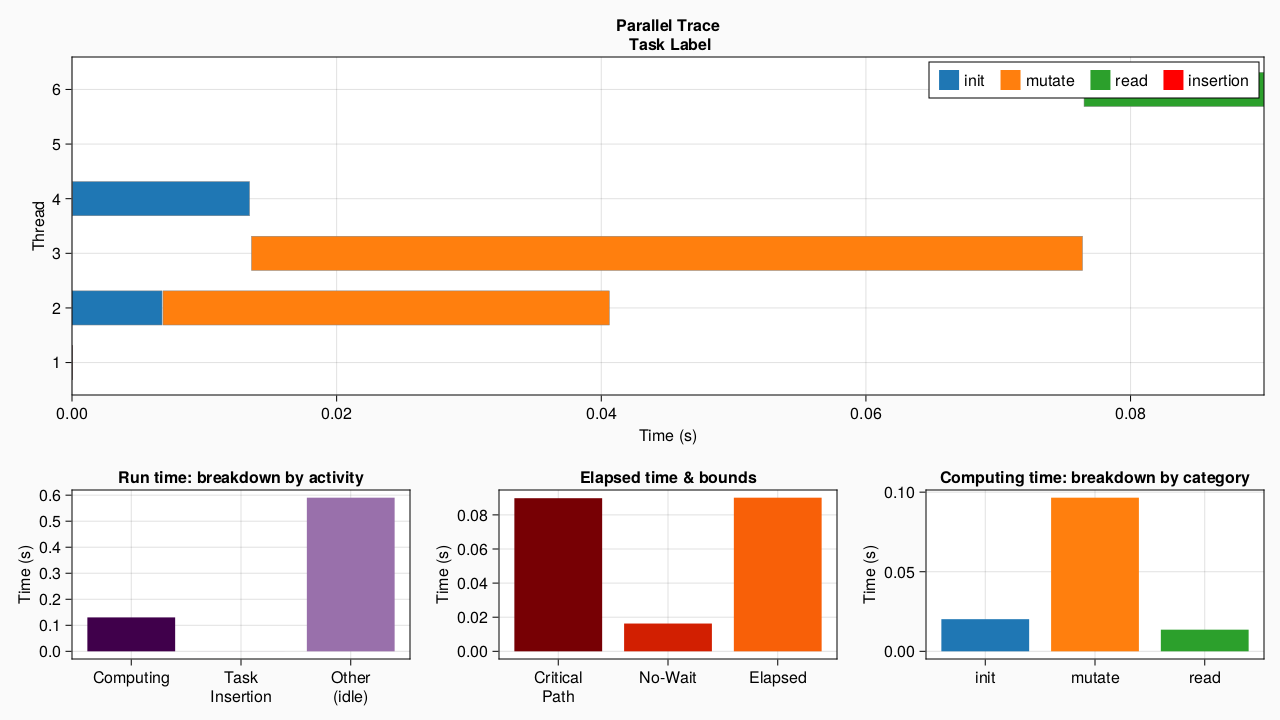 Parallel Trace
Task Label
init mutate read insertion
6
5
4
3
2
1
Thread
0.00 0.02 0.04 0.06 0.08
Time (s)
Run time: breakdown by activity
0.6
0.5
0.4
0.3
0.2
0.1
0.0
Time (s)
Computing Task Insertion Other (idle)
Elapsed time & bounds
0.08
0.06
0.04
0.02
0.00
Time (s)
Critical Path No-Wait Elapsed
Computing time: breakdown by category
0.10
0.05
0.00
Time (s)
init mutate read